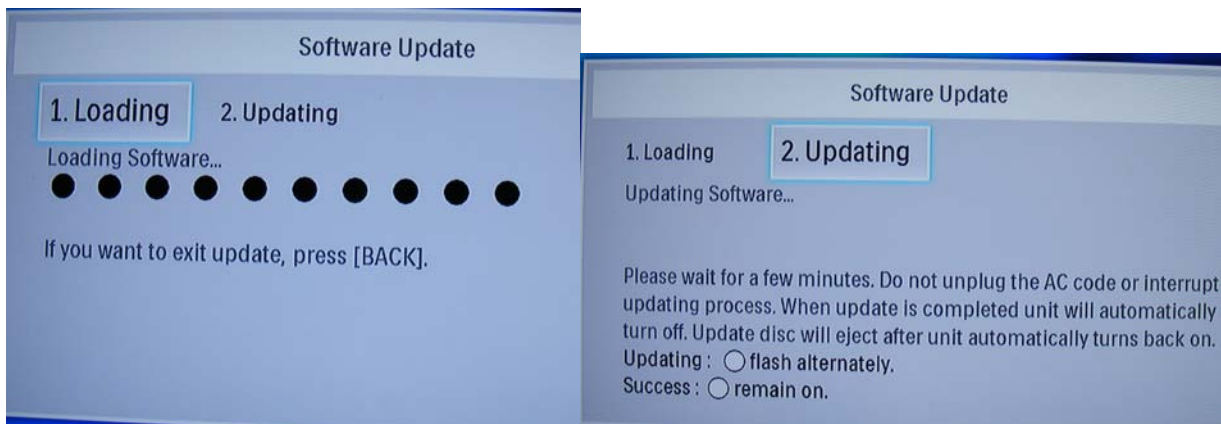 Software Update
1. Loading 2. Updating
Loading Software...
If you want to exit update, press [BACK].
Software Update
1. Loading 2. Updating
Updating Software...
Please wait for a few minutes. Do not unplug the AC code or interrupt
updating process. When update is completed unit will automatically
turn off. Update disc will eject after unit automatically turns back on.
Updating : ◯ flash alternately.
Success : ◯ remain on.